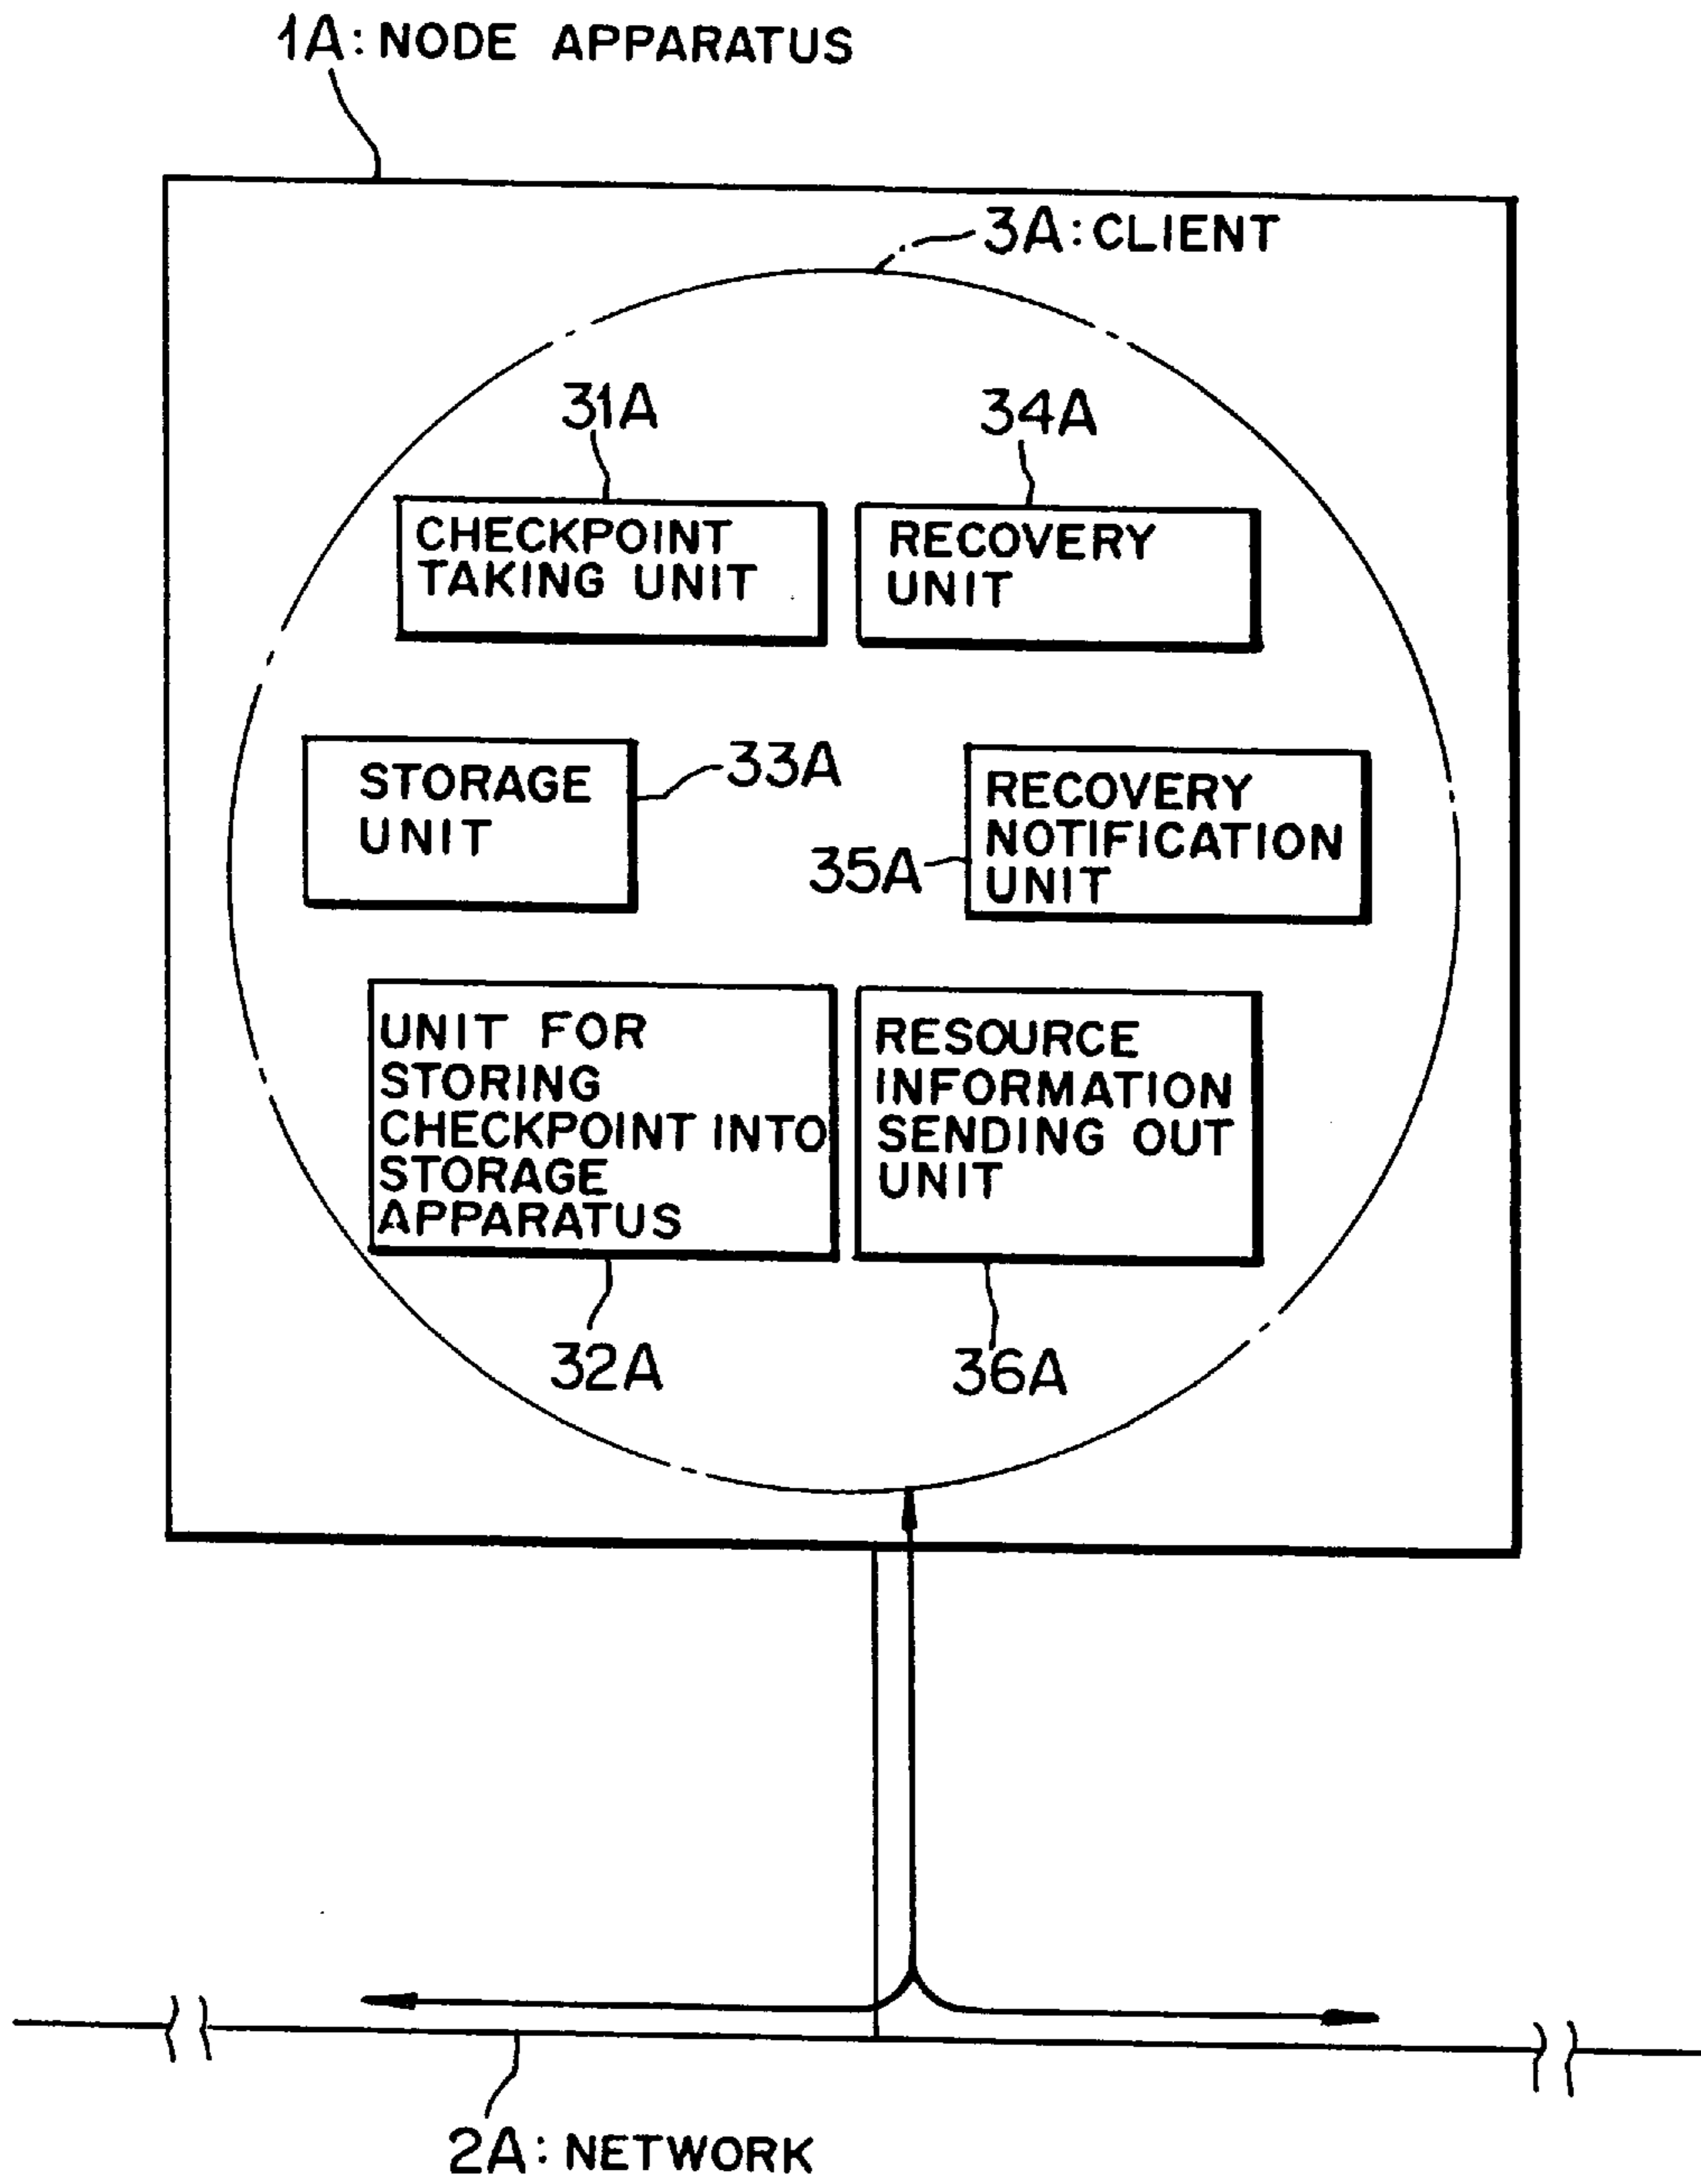 1A: NODE APPARATUS
3A: CLIENT
31A
34A
CHECKPOINT
TAKING UNIT
RECOVERY
UNIT
STORAGE
UNIT
33A
35A
RECOVERY
NOTIFICATION
UNIT
UNIT FOR
STORING
CHECKPOINT INTO
STORAGE
APPARATUS
RESOURCE
INFORMATION
SENDING OUT
UNIT
32A
36A
2A: NETWORK